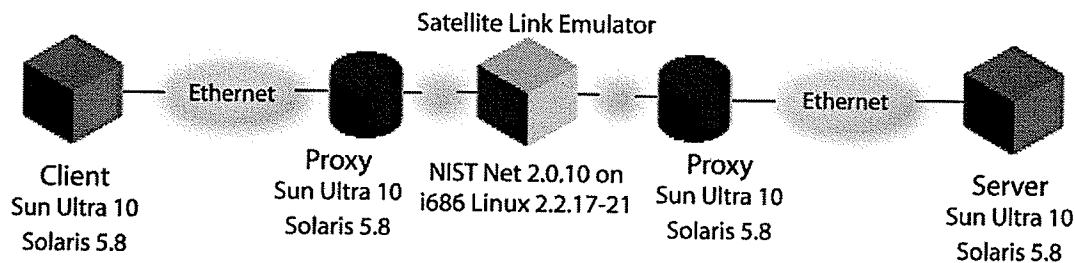 Satellite Link Emulator
Ethernet
Ethernet
Client
Sun Ultra 10
Solaris 5.8
Proxy
Sun Ultra 10
Solaris 5.8
NIST Net 2.0.10 on
i686 Linux 2.2.17-21
Proxy
Sun Ultra 10
Solaris 5.8
Server
Sun Ultra 10
Solaris 5.8